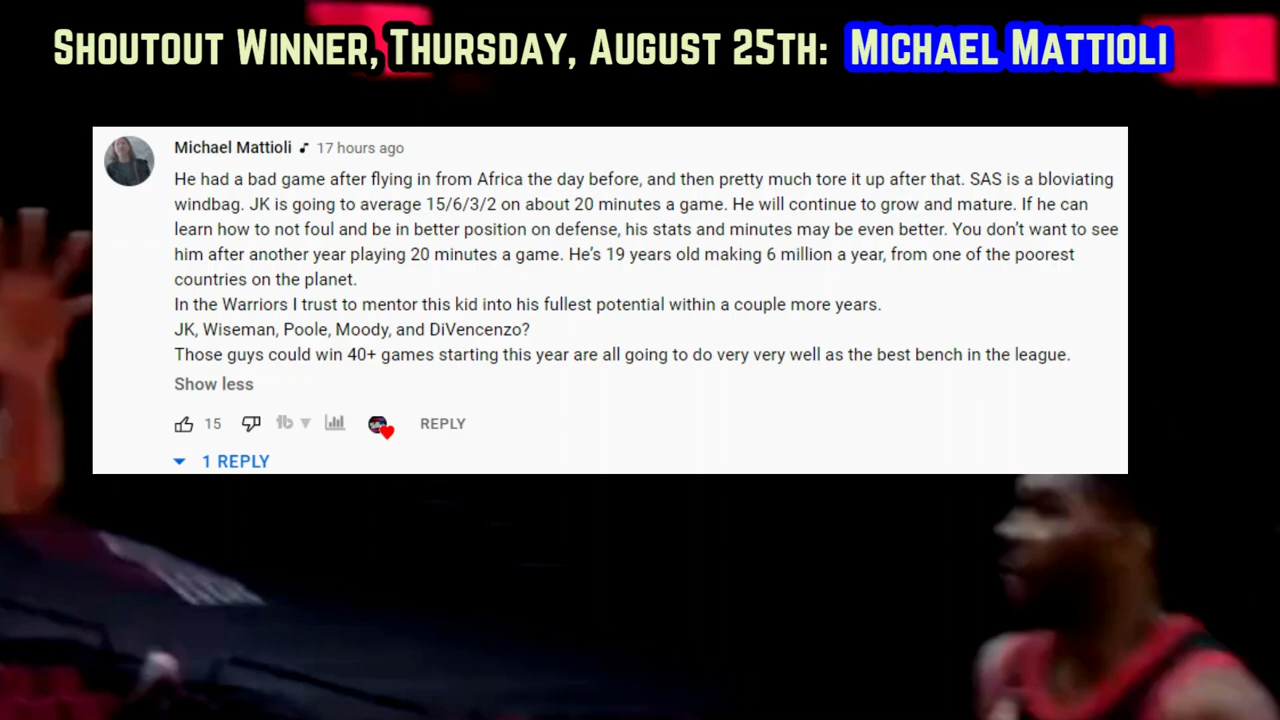 Shoutout Winner, Thursday, August 25th: Michael Mattioli
Michael Mattioli 17 hours ago
He had a bad game after flying in from Africa the day before, and then pretty much tore it up after that. SAS is a bloviating
windbag. JK is going to average 15/6/3/2 on about 20 minutes a game. He will continue to grow and mature. If he can
learn how to not foul and be in better position on defense, his stats and minutes may be even better. You don't want to see
him after another year playing 20 minutes a game. He's 19 years old making 6 million a year, from one of the poorest
countries on the planet.
In the Warriors I trust to mentor this kid into his fullest potential within a couple more years.
JK, Wiseman, Poole, Moody, and DiVencenzo?
Those guys could win 40+ games starting this year are all going to do very very well as the best bench in the league.
Show less
15 tb REPLY
1 REPLY